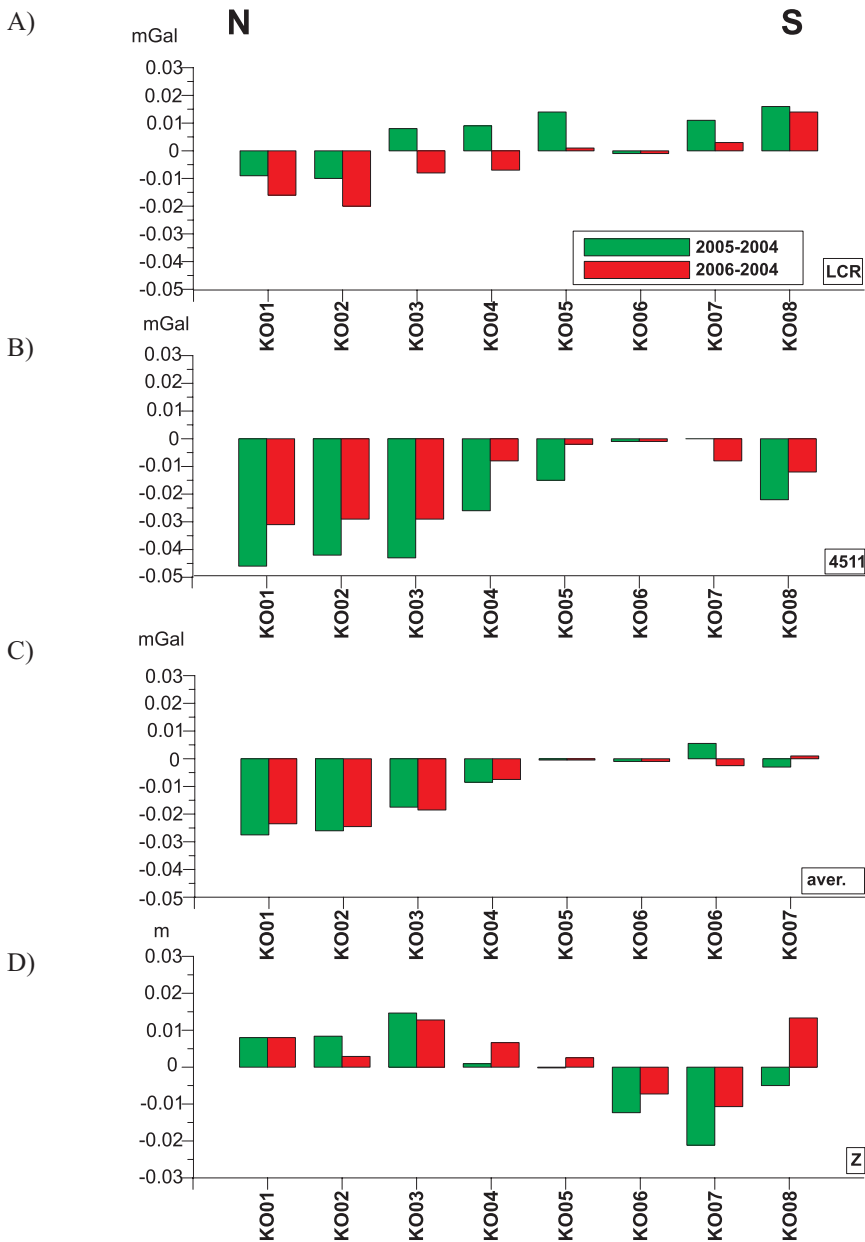 A)
mGal
N
S
0.03
0.02
0.01
0
-0.01
-0.02
-0.03
-0.04
-0.05
2005-2004
2006-2004
LCR
KO01
KO02
KO03
KO04
KO05
KO06
KO07
KO08
B)
mGal
0.03
0.02
0.01
0
-0.01
-0.02
-0.03
-0.04
-0.05
4511
KO01
KO02
KO03
KO04
KO05
KO06
KO07
KO08
C)
mGal
0.03
0.02
0.01
0
-0.01
-0.02
-0.03
-0.04
-0.05
aver.
KO01
KO02
KO03
KO04
KO05
KO06
KO06
KO07
D)
m
0.03
0.02
0.01
0
-0.01
-0.02
-0.03
Z
KO01
KO02
KO03
KO04
KO05
KO06
KO07
KO08